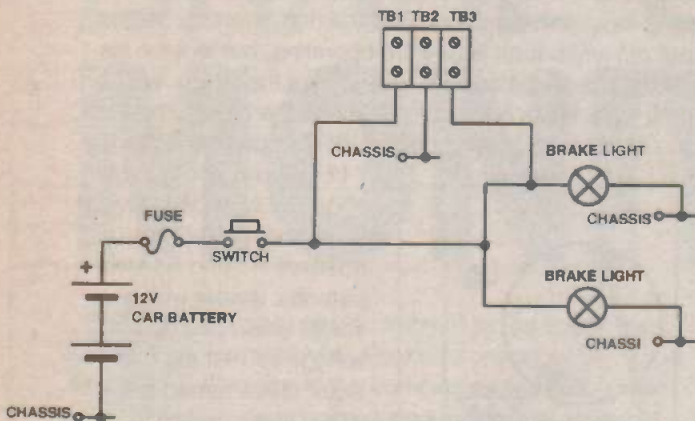 TB1 TB2 TB3
CHASSIS
BRAKE LIGHT
CHASSIS
FUSE
SWITCH
+
12V
CAR BATTERY
BRAKE LIGHT
CHASSI
CHASSIS